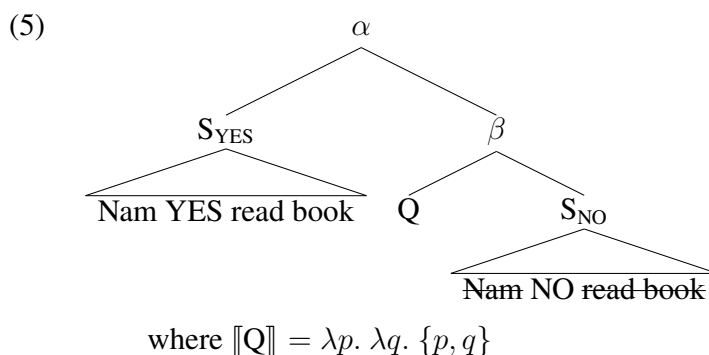 (5)
α
S_YES β
Nam YES read book Q S_NO
Nam NO read book
where ⟦Q⟧ = λp. λq. {p, q}